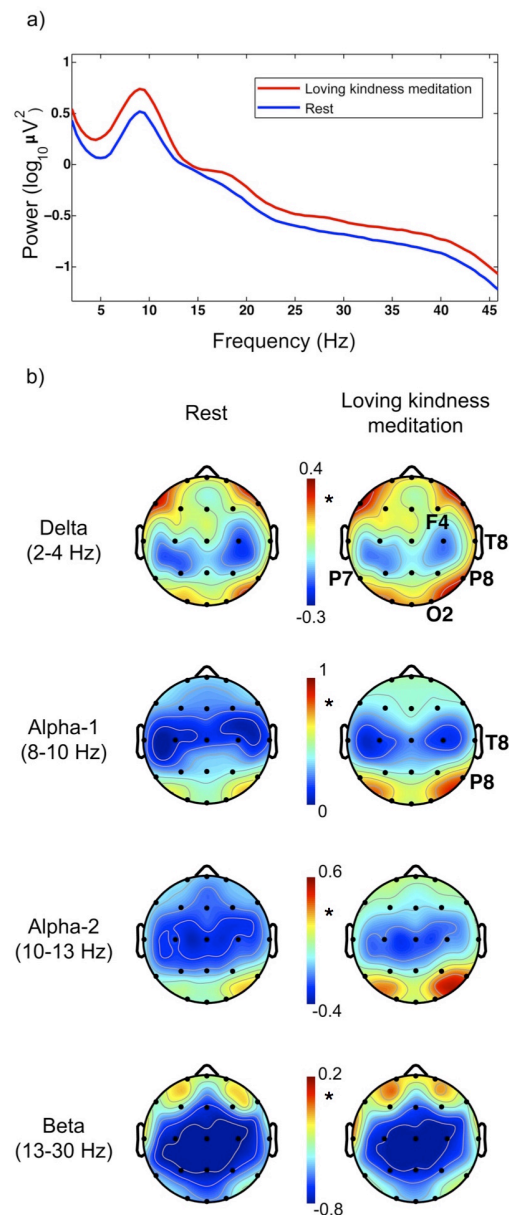 a)
1
0.5
0
−0.5
−1
Power (log10 µV2)
Loving kindness meditation
Rest
5 10 15 20 25 30 35 40 45
Frequency (Hz)
b)
Rest
Loving kindness
meditation
Delta
(2-4 Hz)
0.4
*
-0.3
F4
T8
P7
P8
O2
Alpha-1
(8-10 Hz)
1
*
0
T8
P8
Alpha-2
(10-13 Hz)
0.6
*
-0.4
Beta
(13-30 Hz)
0.2
*
-0.8